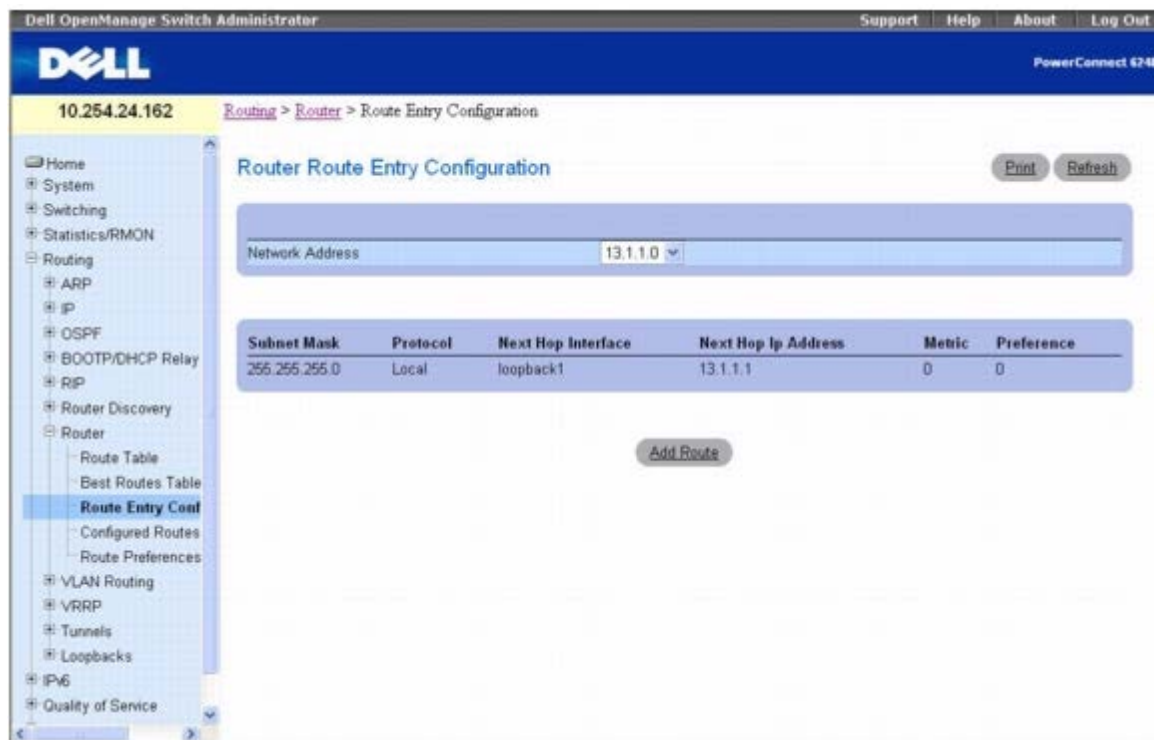 Dell OpenManage Switch Administrator
Support Help About Log Out
DELL
PowerConnect 6248
10.254.24.162
Routing > Router > Route Entry Configuration
Home
System
Switching
Statistics/RMON
Routing
ARP
IP
OSPF
BOOTP/DHCP Relay
RIP
Router Discovery
Router
Route Table
Best Routes Table
Route Entry Conf
Configured Routes
Route Preferences
VLAN Routing
VRRP
Tunnels
Loopbacks
IPv6
Quality of Service
Router Route Entry Configuration
Print Refresh
Network Address 13.1.1.0
Subnet Mask Protocol Next Hop Interface Next Hop Ip Address Metric Preference
255.255.255.0 Local loopback1 13.1.1.1 0 0
Add Route